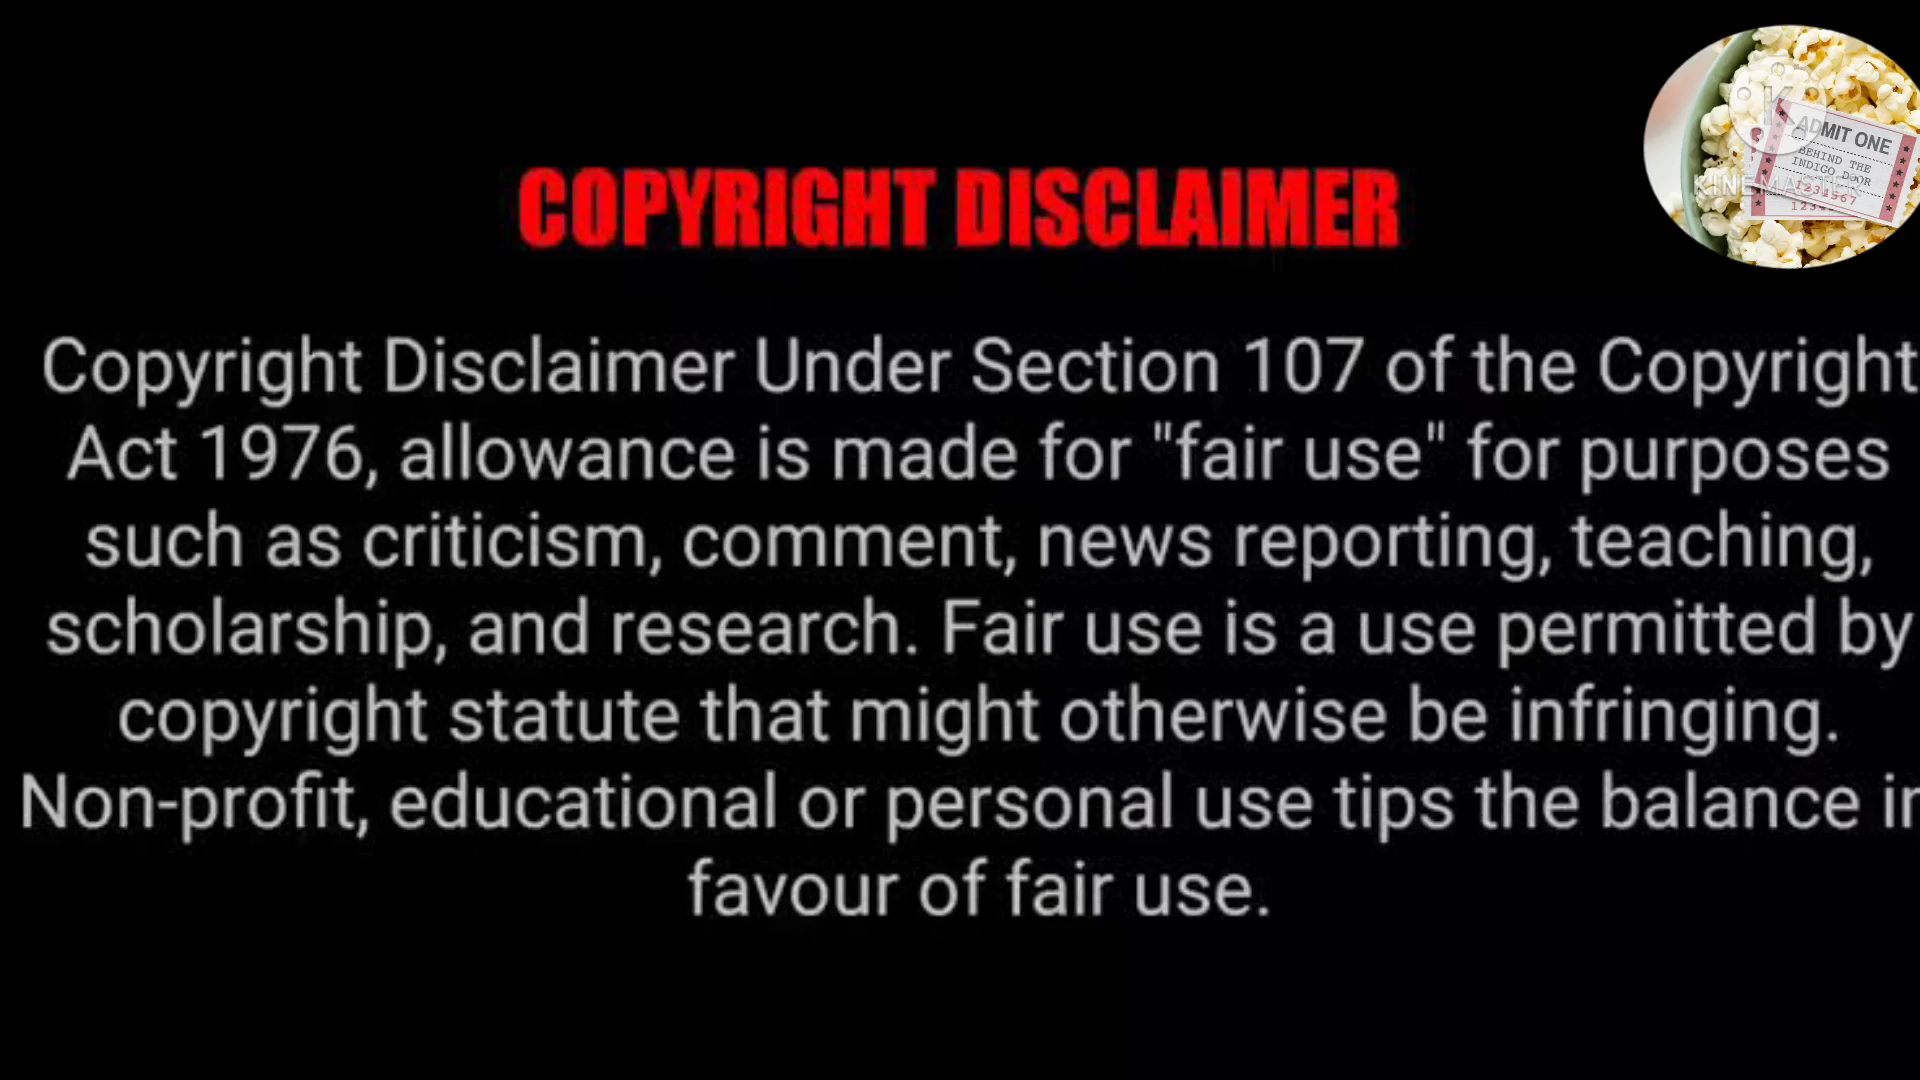 COPYRIGHT DISCLAIMER
Copyright Disclaimer Under Section 107 of the Copyright
Act 1976, allowance is made for "fair use" for purposes
such as criticism, comment, news reporting, teaching,
scholarship, and research. Fair use is a use permitted by
copyright statute that might otherwise be infringing.
Non-profit, educational or personal use tips the balance in
favour of fair use.
K
KINEMASTER
ADMIT ONE
BEHIND THE
INDIGO DOOR
1234567